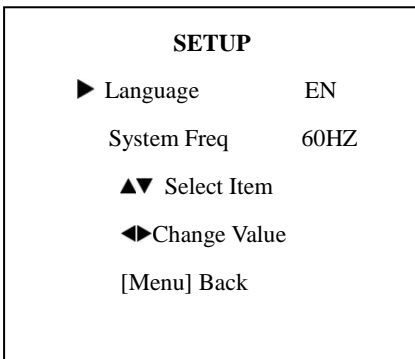 SETUP
▶ Language EN
System Freq 60HZ
▲▼ Select Item
◀▶Change Value
[Menu] Back